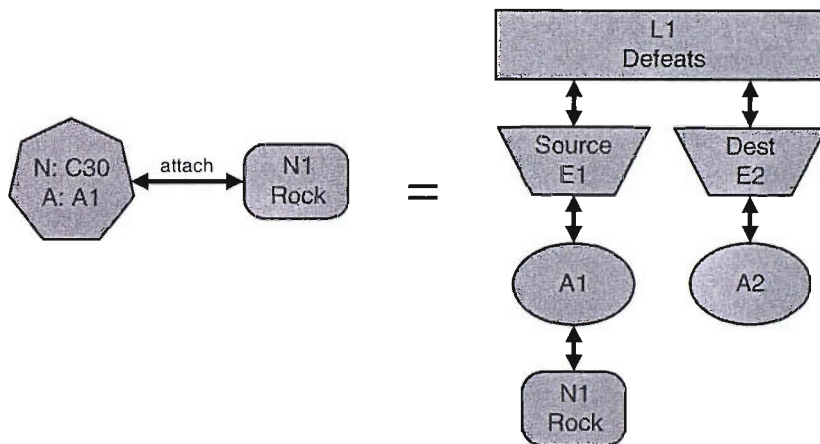 N: C30
A: A1
attach
N1
Rock
=
L1
Defeats
Source
E1
Dest
E2
A1
A2
N1
Rock